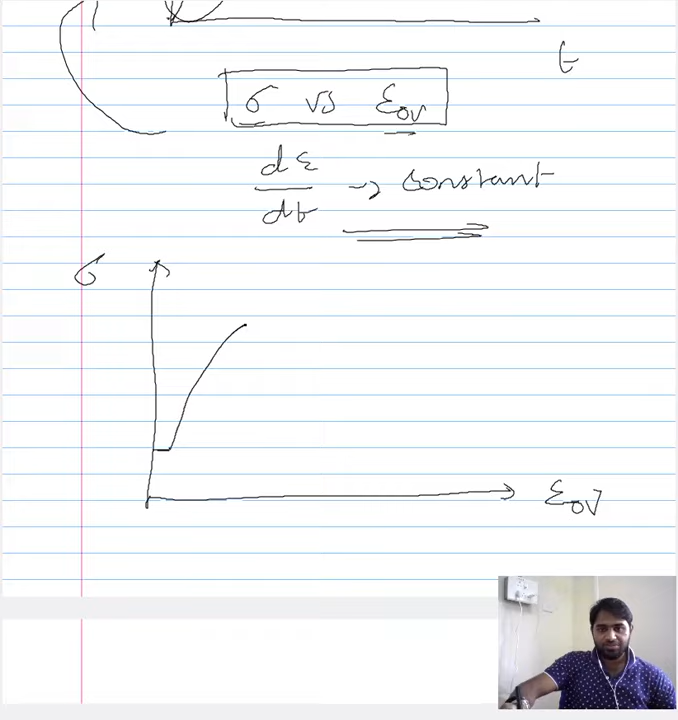 t
σ vs ε_ov
dε/dt → constant
σ
ε_ov